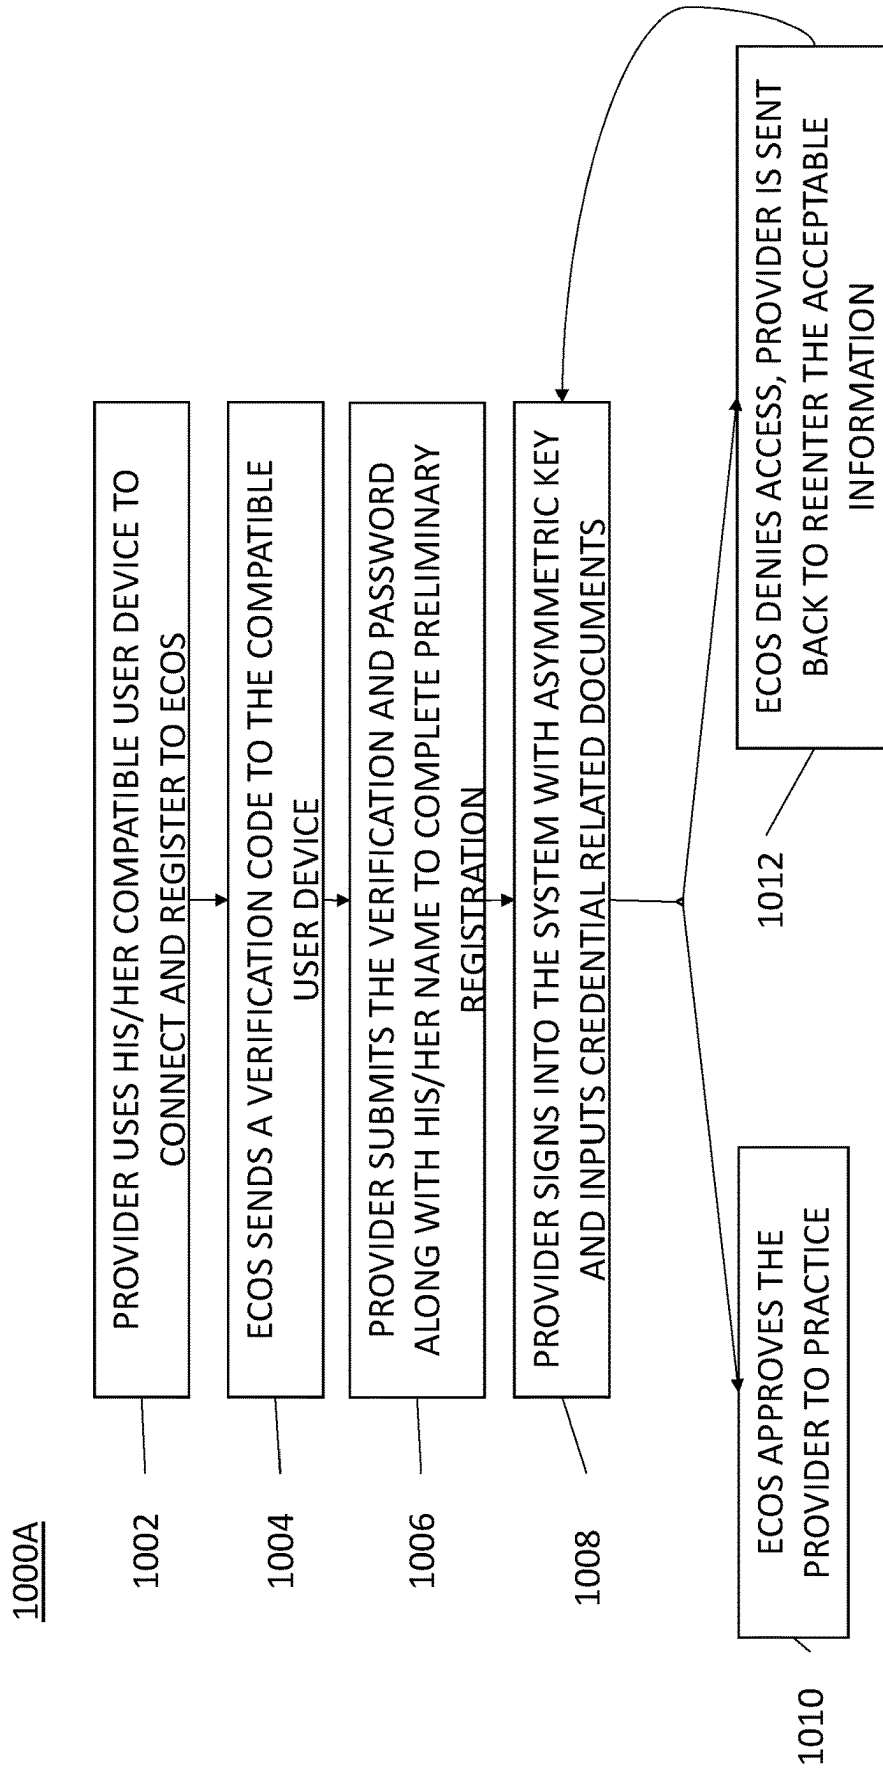 1000A
1002
PROVIDER USES HIS/HER COMPATIBLE USER DEVICE TO
CONNECT AND REGISTER TO ECOS
1004
ECOS SENDS A VERIFICATION CODE TO THE COMPATIBLE
USER DEVICE
1006
PROVIDER SUBMITS THE VERIFICATION AND PASSWORD
ALONG WITH HIS/HER NAME TO COMPLETE PRELIMINARY
REGISTRATION
1008
PROVIDER SIGNS INTO THE SYSTEM WITH ASYMMETRIC KEY
AND INPUTS CREDENTIAL RELATED DOCUMENTS
1010
ECOS APPROVES THE
PROVIDER TO PRACTICE
1012
ECOS DENIES ACCESS, PROVIDER IS SENT
BACK TO REENTER THE ACCEPTABLE
INFORMATION